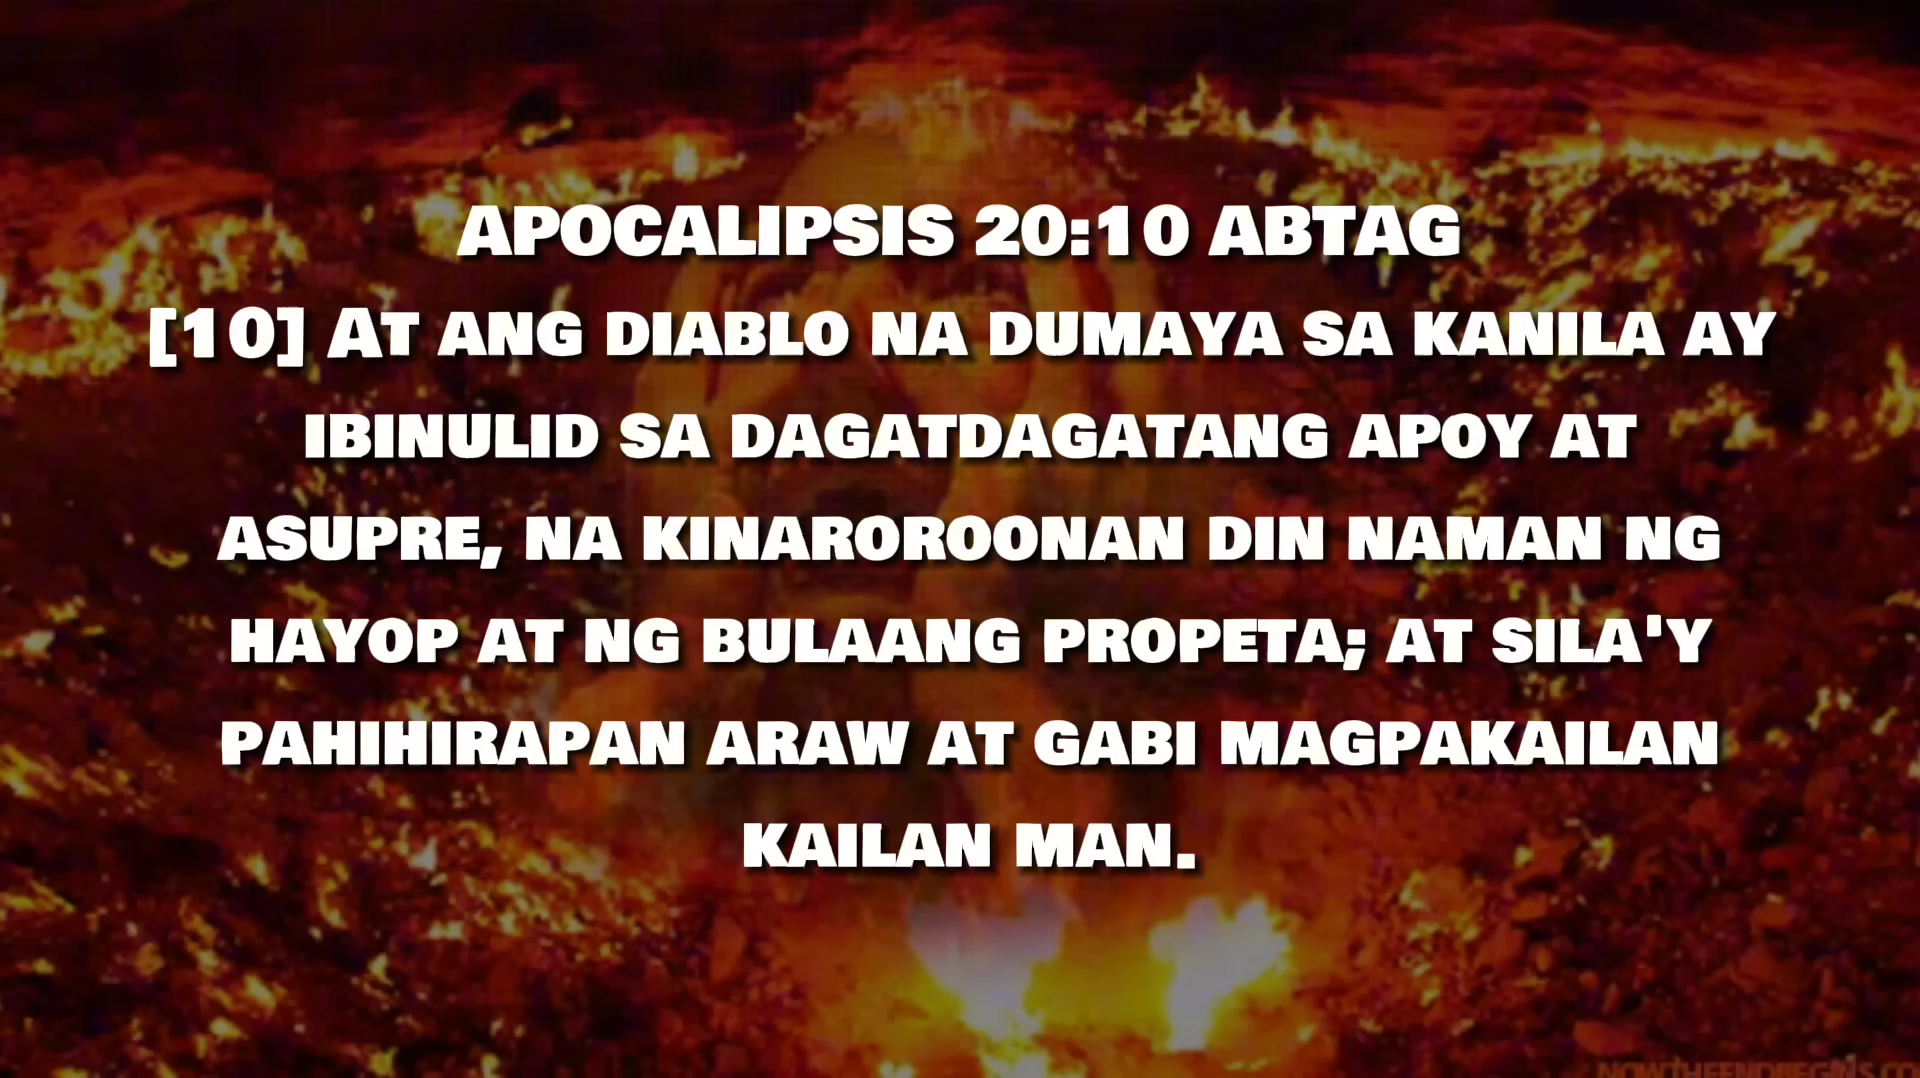 APOCALIPSIS 20:10 ABTAG
[10] AT ANG DIABLO NA DUMAYA SA KANILA AY
IBINULID SA DAGATDAGATANG APOY AT
ASUPRE, NA KINAROROONAN DIN NAMAN NG
HAYOP AT NG BULAANG PROPETA; AT SILA'Y
PAHIHIRAPAN ARAW AT GABI MAGPAKAILAN
KAILAN MAN.
NOWTHEENDBEGINS.CO